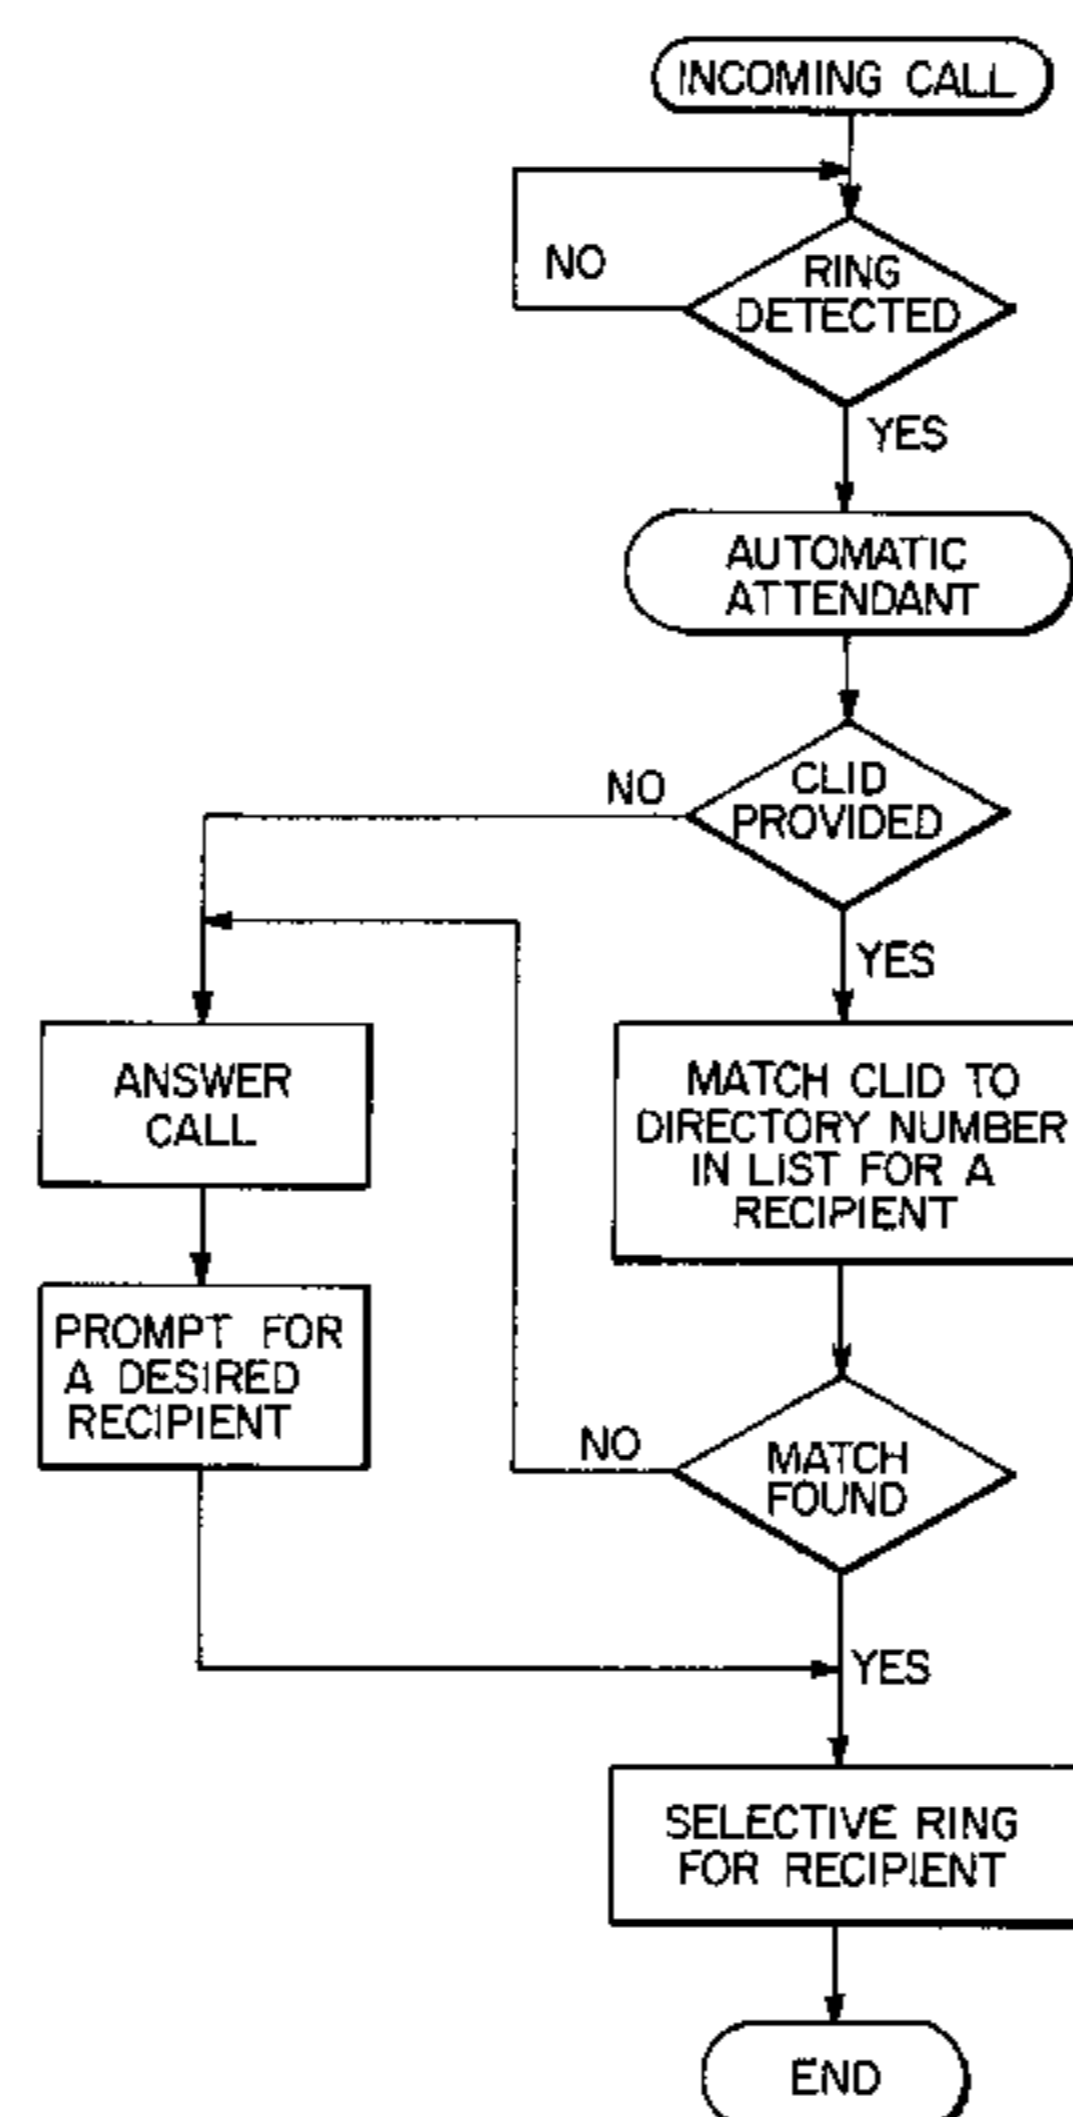 INCOMING CALL
NO
RING
DETECTED
YES
AUTOMATIC
ATTENDANT
NO
CLID
PROVIDED
YES
ANSWER
CALL
MATCH CLID TO
DIRECTORY NUMBER
IN LIST FOR A
RECIPIENT
PROMPT FOR
A DESIRED
RECIPIENT
NO
MATCH
FOUND
YES
SELECTIVE RING
FOR RECIPIENT
END